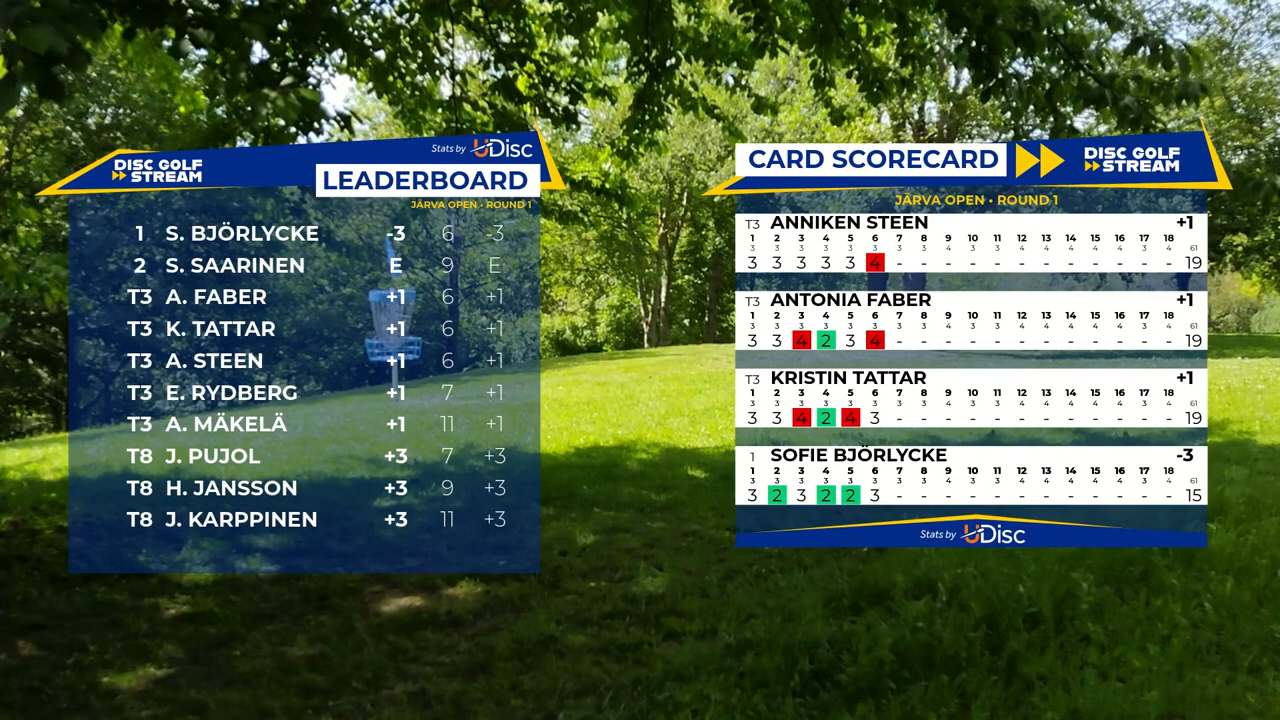 DISC GOLF
STREAM
Stats by UDisc
LEADERBOARD
JÄRVA OPEN • ROUND 1
1 S. BJÖRLYCKE -3 6 -3
2 S. SAARINEN E 9 E
T3 A. FABER +1 6 +1
T3 K. TATTAR +1 6 +1
T3 A. STEEN +1 6 +1
T3 E. RYDBERG +1 7 +1
T3 A. MÄKELÄ +1 11 +1
T8 J. PUJOL +3 7 +3
T8 H. JANSSON +3 9 +3
T8 J. KARPPINEN +3 11 +3
CARD SCORECARD
DISC GOLF
STREAM
JÄRVA OPEN • ROUND 1
T3 ANNIKEN STEEN +1
1 2 3 4 5 6 7 8 9 10 11 12 13 14 15 16 17 18
3 3 3 3 3 3 3 3 4 3 3 4 4 4 4 4 3 4 61
3 3 3 3 3 4 - - - - - - - - - - - - 19
T3 ANTONIA FABER +1
1 2 3 4 5 6 7 8 9 10 11 12 13 14 15 16 17 18
3 3 3 3 3 3 3 3 4 3 3 4 4 4 4 4 3 4 61
3 3 4 2 3 4 - - - - - - - - - - - - 19
T3 KRISTIN TATTAR +1
1 2 3 4 5 6 7 8 9 10 11 12 13 14 15 16 17 18
3 3 3 3 3 3 3 3 4 3 3 4 4 4 4 4 3 4 61
3 3 4 2 4 3 - - - - - - - - - - - - 19
1 SOFIE BJÖRLYCKE -3
1 2 3 4 5 6 7 8 9 10 11 12 13 14 15 16 17 18
3 3 3 3 3 3 3 3 4 3 3 4 4 4 4 4 3 4 61
3 2 3 2 2 3 - - - - - - - - - - - - 15
Stats by UDisc